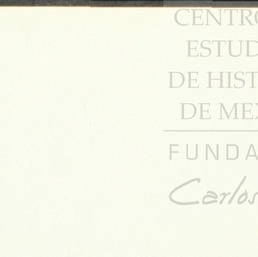 CENTRO
ESTUD
DE HIST
DE MEX
FUNDA
Carlos